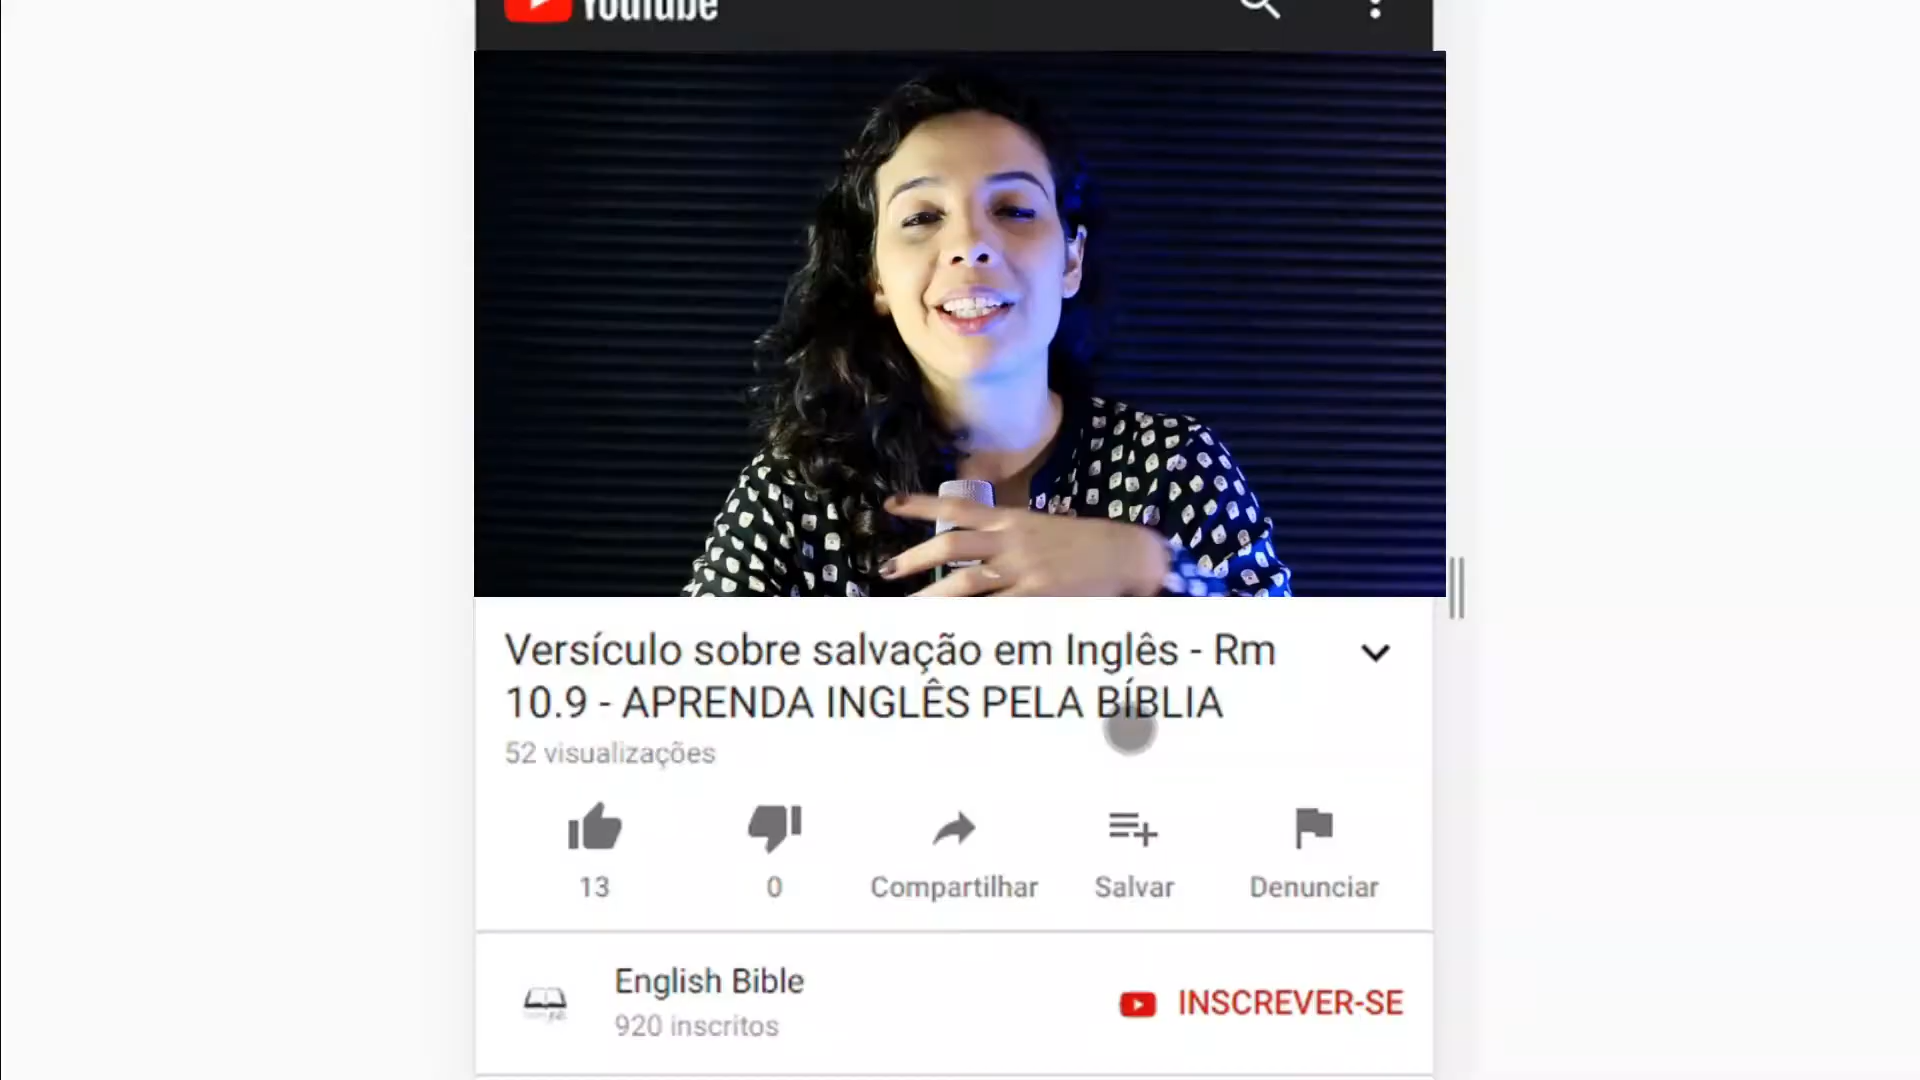 YouTube
Versículo sobre salvação em Inglês - Rm
10.9 - APRENDA INGLÊS PELA BÍBLIA
52 visualizações
13
0
Compartilhar
Salvar
Denunciar
English Bible
920 inscritos
INSCREVER-SE